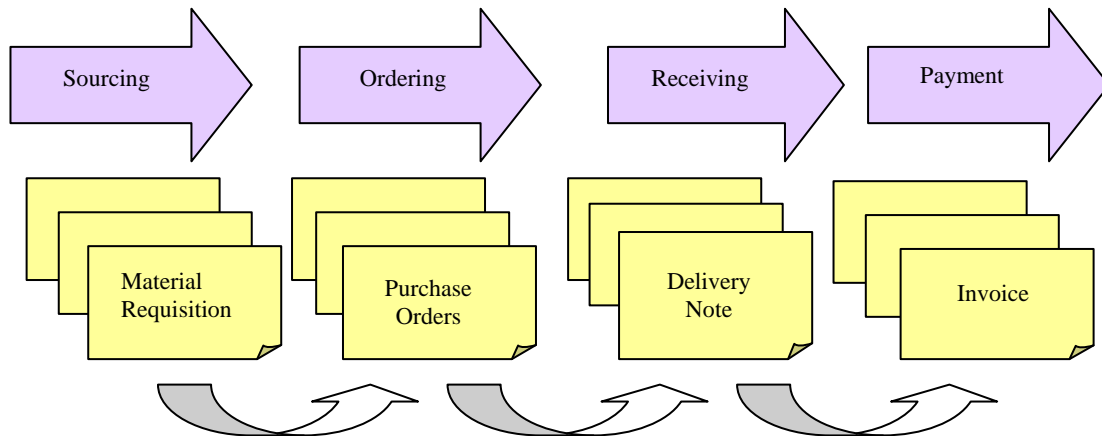 Sourcing
Ordering
Receiving
Payment
Material
Requisition
Purchase
Orders
Delivery
Note
Invoice